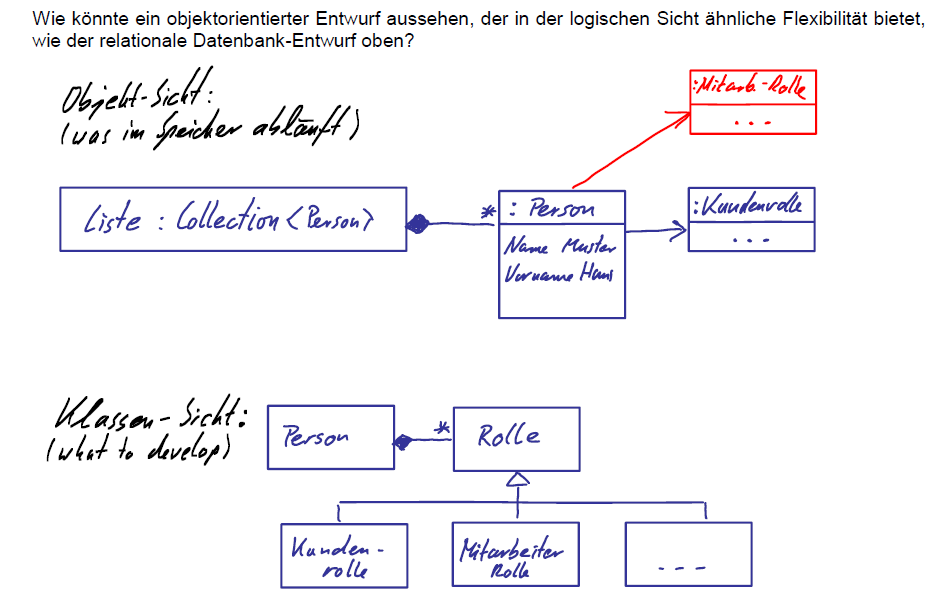 Wie könnte ein objektorientierter Entwurf aussehen, der in der logischen Sicht ähnliche Flexibilität bietet,
wie der relationale Datenbank-Entwurf oben?
Objekt-Sicht:
(was im Speicher abläuft)
:Mitarb.-Rolle
...
Liste : Collection<Person>
*
: Person
Name Muster
Vorname Hans
:Kundenrolle
...
Klassen-Sicht:
(what to develop)
Person
*
Rolle
Kunden-
rolle
Mitarbeiter
Rolle
---